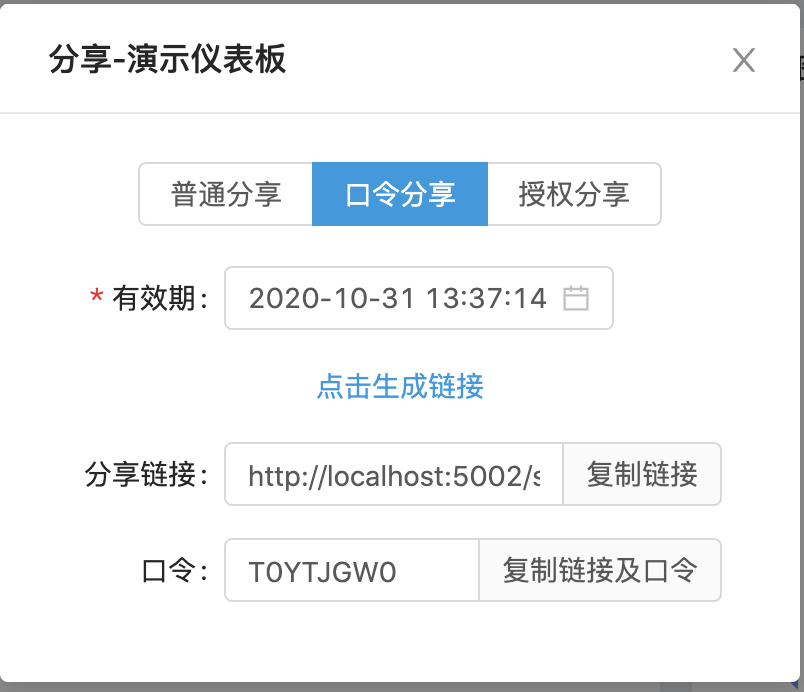 分享-演示仪表板
普通分享 口令分享 授权分享
* 有效期: 2020-10-31 13:37:14
点击生成链接
分享链接: http://localhost:5002/s 复制链接
口令: T0YTJGW0 复制链接及口令